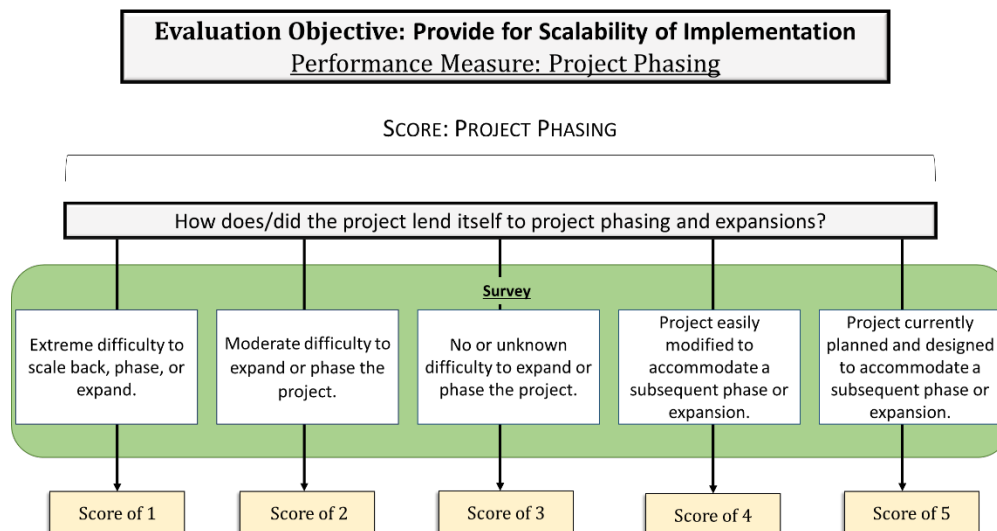 Evaluation Objective: Provide for Scalability of Implementation
Performance Measure: Project Phasing
SCORE: PROJECT PHASING
How does/did the project lend itself to project phasing and expansions?
Survey
Extreme difficulty to
scale back, phase, or
expand.
Moderate difficulty to
expand or phase the
project.
No or unknown
difficulty to expand or
phase the project.
Project easily
modified to
accommodate a
subsequent phase or
expansion.
Project currently
planned and designed
to accommodate a
subsequent phase or
expansion.
Score of 1
Score of 2
Score of 3
Score of 4
Score of 5